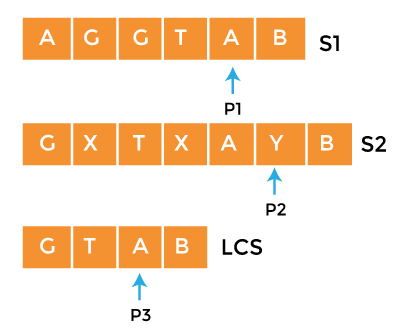 A G G T A B S1
P1
G X T X A Y B S2
P2
G T A B LCS
P3